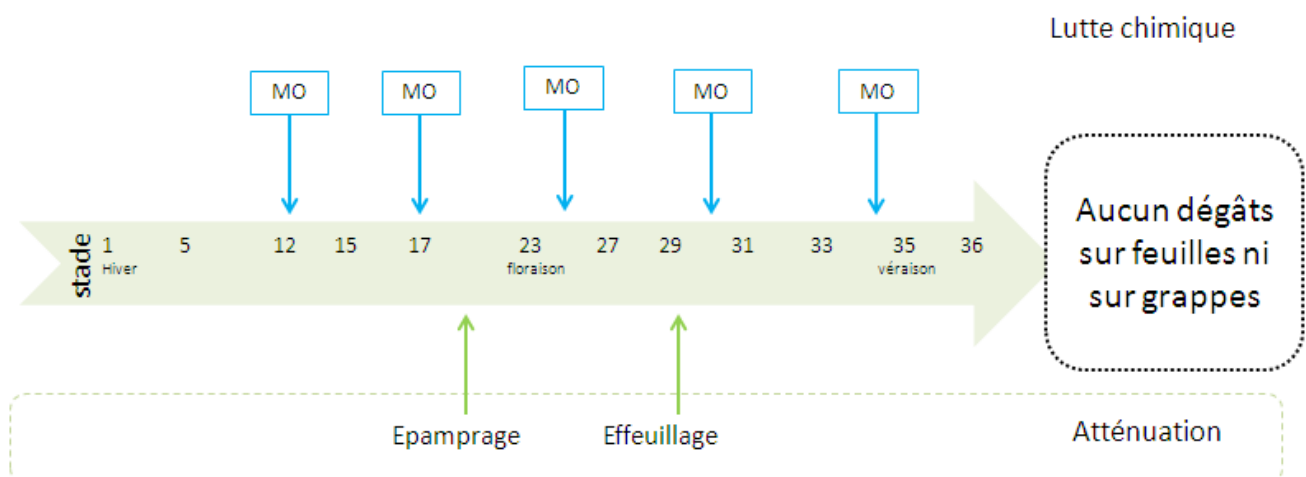 Lutte chimique
MO
MO
MO
MO
MO
stade
1
5
12
15
17
23
27
29
31
33
35
36
Hiver
floraison
véraison
Aucun dégâts
sur feuilles ni
sur grappes
Epamprage
Effeuillage
Atténuation